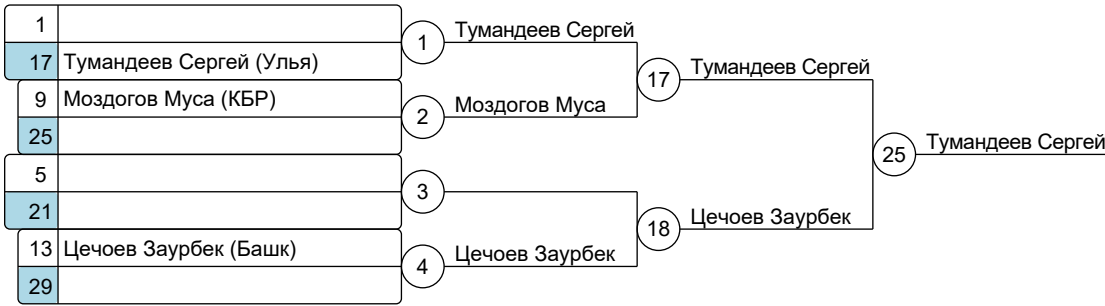 1
17 Тумандеев Сергей (Улья)
9 Моздогов Муса (КБР)
25
5
21
13 Цечоев Заурбек (Башк)
29
1 Тумандеев Сергей
2 Моздогов Муса
3
4 Цечоев Заурбек
17 Тумандеев Сергей
18 Цечоев Заурбек
25 Тумандеев Сергей